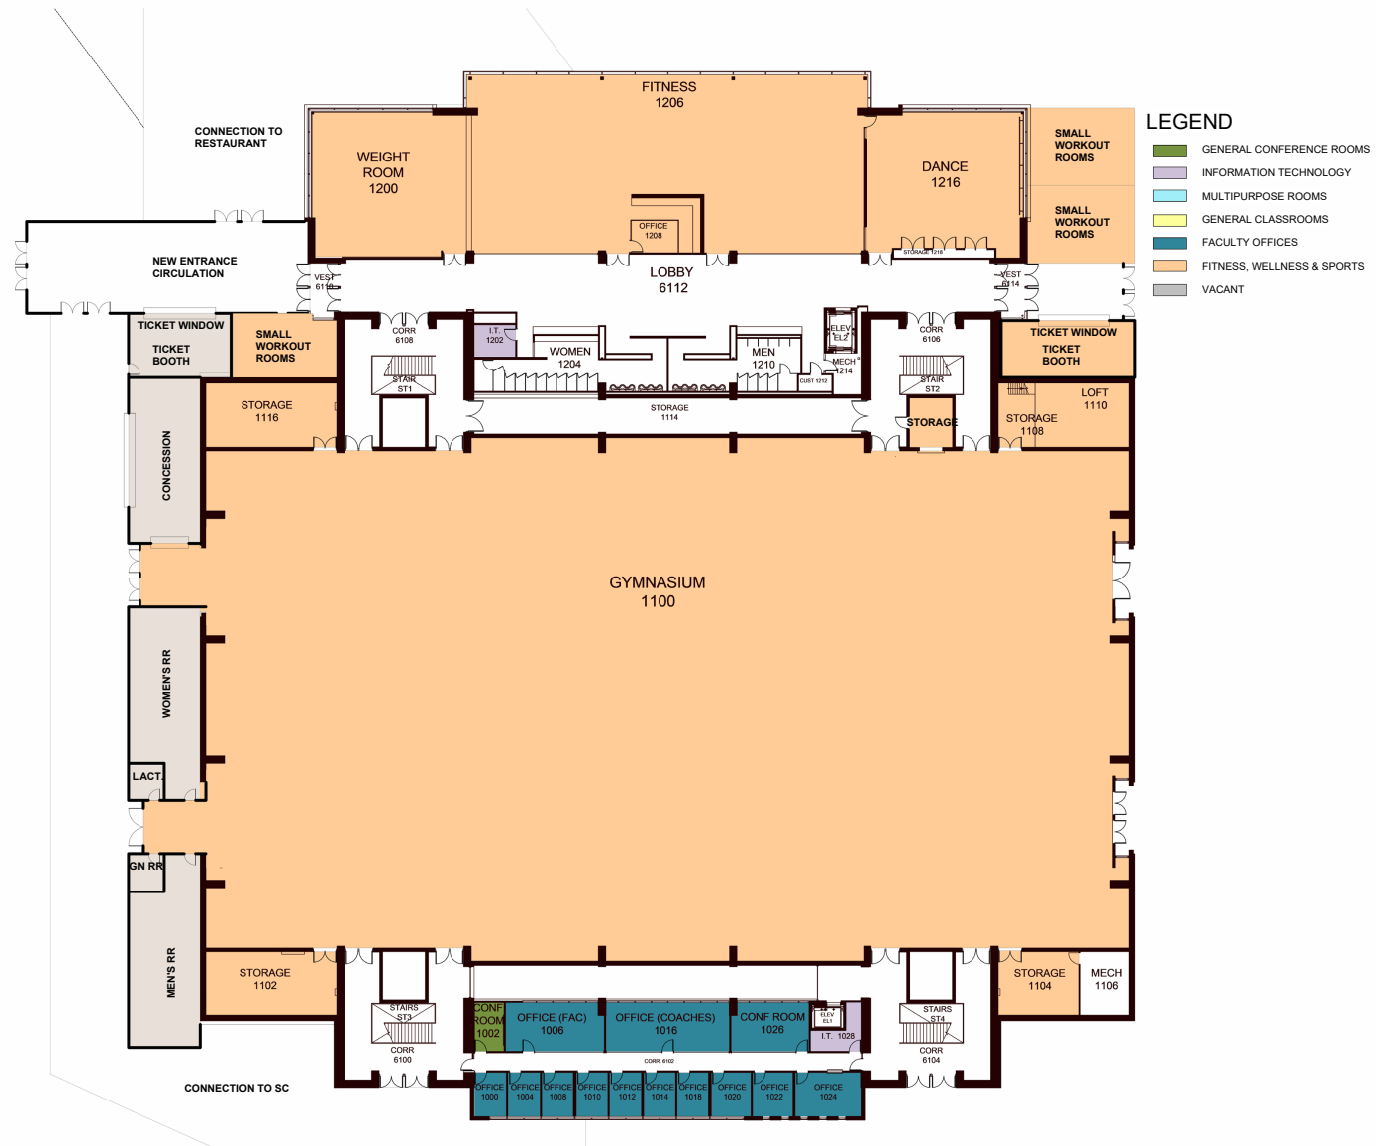 FITNESS
1206
CONNECTION TO
RESTAURANT
WEIGHT
ROOM
1200
DANCE
1216
SMALL
WORKOUT
ROOMS
SMALL
WORKOUT
ROOMS
LEGEND
GENERAL CONFERENCE ROOMS
INFORMATION TECHNOLOGY
MULTIPURPOSE ROOMS
GENERAL CLASSROOMS
FACULTY OFFICES
FITNESS, WELLNESS & SPORTS
VACANT
OFFICE
1208
STORAGE 1218
NEW ENTRANCE
CIRCULATION
VEST
6110
LOBBY
6112
VEST
6114
TICKET WINDOW
TICKET
BOOTH
SMALL
WORKOUT
ROOMS
CORR
6108
I.T.
1202
WOMEN
1204
MEN
1210
ELEV
EL2
MECH
1214
CUST 1212
CORR
6106
TICKET WINDOW
TICKET
BOOTH
STAIR
ST1
STAIR
ST2
STORAGE
1116
STORAGE
1114
STORAGE
LOFT
1110
STORAGE
1108
CONCESSION
GYMNASIUM
1100
WOMEN'S RR
LACT.
GN RR
MEN'S RR
STORAGE
1102
STORAGE
1104
MECH
1106
STAIRS
ST3
CONF
ROOM
1002
OFFICE (FAC)
1006
OFFICE (COACHES)
1016
CONF ROOM
1026
ELEV
EL1
I.T. 1028
STAIRS
ST4
CORR
6100
CORR 6102
CORR
6104
CONNECTION TO SC
OFFICE
1000
OFFICE
1004
OFFICE
1008
OFFICE
1010
OFFICE
1012
OFFICE
1014
OFFICE
1018
OFFICE
1020
OFFICE
1022
OFFICE
1024